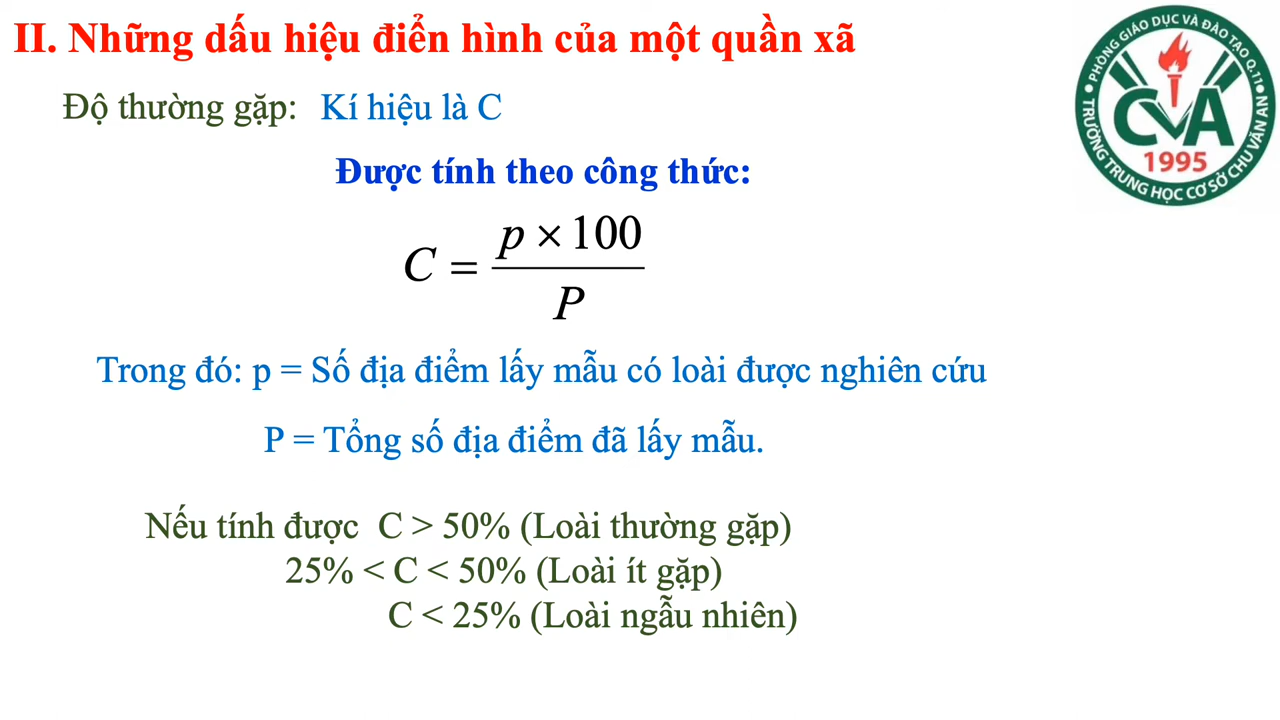 II. Những dấu hiệu điển hình của một quần xã
Độ thường gặp: Kí hiệu là C
Được tính theo công thức:
C = p × 100 / P
Trong đó: p = Số địa điểm lấy mẫu có loài được nghiên cứu
P = Tổng số địa điểm đã lấy mẫu.
Nếu tính được C > 50% (Loài thường gặp)
25% < C < 50% (Loài ít gặp)
C < 25% (Loài ngẫu nhiên)
PHÒNG GIÁO DỤC VÀ ĐÀO TẠO Q.11
CVA
1995
TRƯỜNG TRUNG HỌC CƠ SỞ CHU VĂN AN